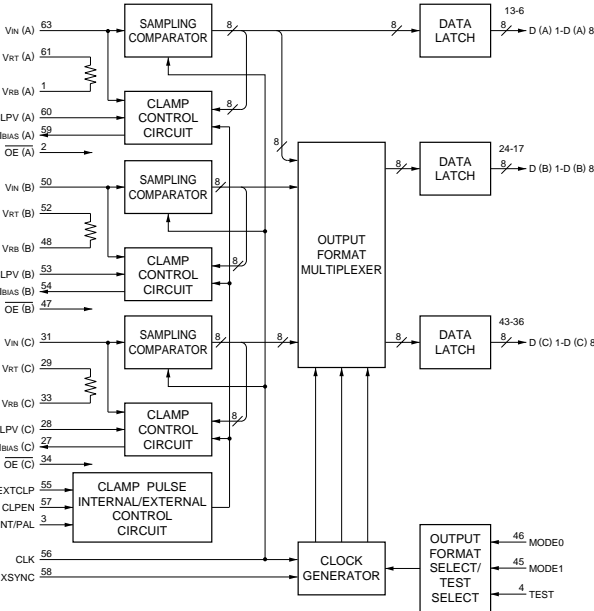 VIN (A) 63
VRT (A) 61
VRB (A) 1
LPV (A) 60
BIAS (A) 59
OE (A) 2
VIN (B) 50
VRT (B) 52
VRB (B) 48
LPV (B) 53
BIAS (B) 54
OE (B) 47
VIN (C) 31
VRT (C) 29
VRB (C) 33
LPV (C) 28
BIAS (C) 27
OE (C) 34
EXTCLP 55
CLPEN 57
NT/PAL 3
CLK 56
XSYNC 58
SAMPLING
COMPARATOR
8
8
8
8
CLAMP
CONTROL
CIRCUIT
SAMPLING
COMPARATOR
8
8
CLAMP
CONTROL
CIRCUIT
SAMPLING
COMPARATOR
8
8
8
CLAMP
CONTROL
CIRCUIT
CLAMP PULSE
INTERNAL/EXTERNAL
CONTROL
CIRCUIT
OUTPUT
FORMAT
MULTIPLEXER
CLOCK
GENERATOR
DATA
LATCH
13-6
8
D (A) 1-D (A) 8
8
DATA
LATCH
24-17
8
D (B) 1-D (B) 8
8
DATA
LATCH
43-36
8
D (C) 1-D (C) 8
OUTPUT
FORMAT
SELECT/
TEST
SELECT
46 MODE0
45 MODE1
4 TEST